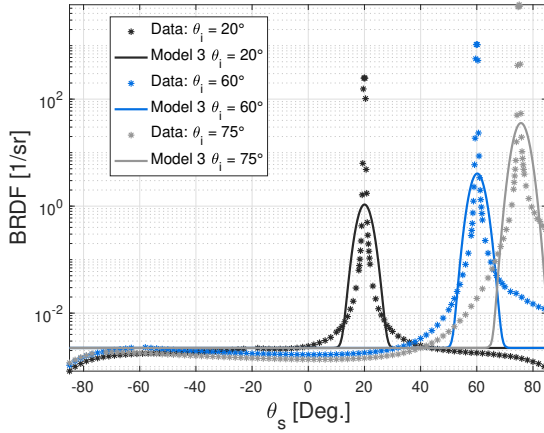 Data: θi = 20°
Model 3 θi = 20°
Data: θi = 60°
Model 3 θi = 60°
Data: θi = 75°
Model 3 θi = 75°
BRDF [1/sr]
10^2
10^0
10^-2
-80 -60 -40 -20 0 20 40 60 80
θs [Deg.]